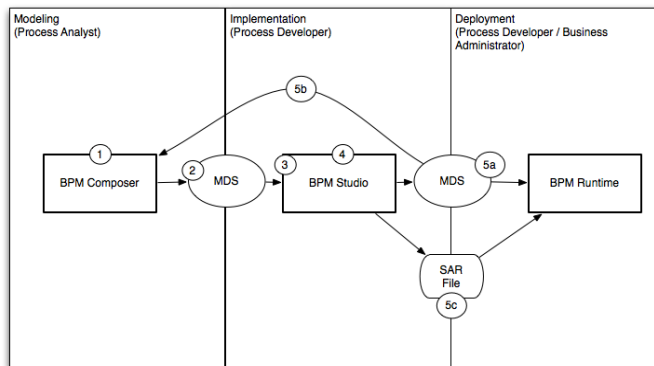 Modeling
(Process Analyst)
Implementation
(Process Developer)
Deployment
(Process Developer / Business
Administrator)
5b
1
2
3
4
5a
BPM Composer
MDS
BPM Studio
MDS
BPM Runtime
SAR
File
5c